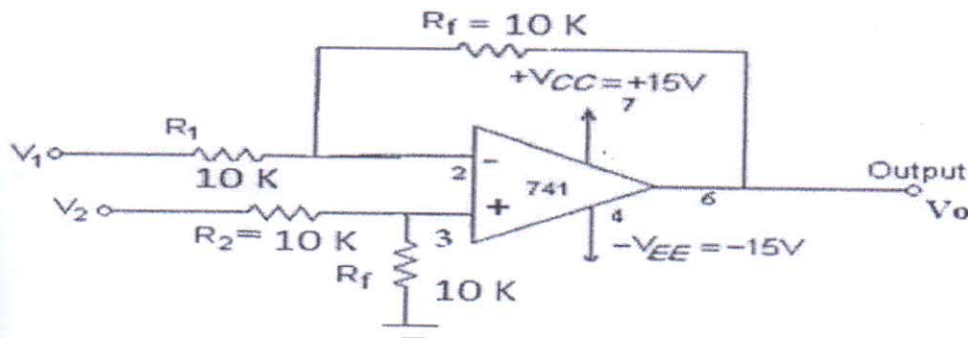 Rf = 10 K
+VCC=+15V
7
R1
V1
10 K
2
-
741
Output
6
Vo
V2
+
4
R2= 10 K
3
-VEE=-15V
Rf
10 K